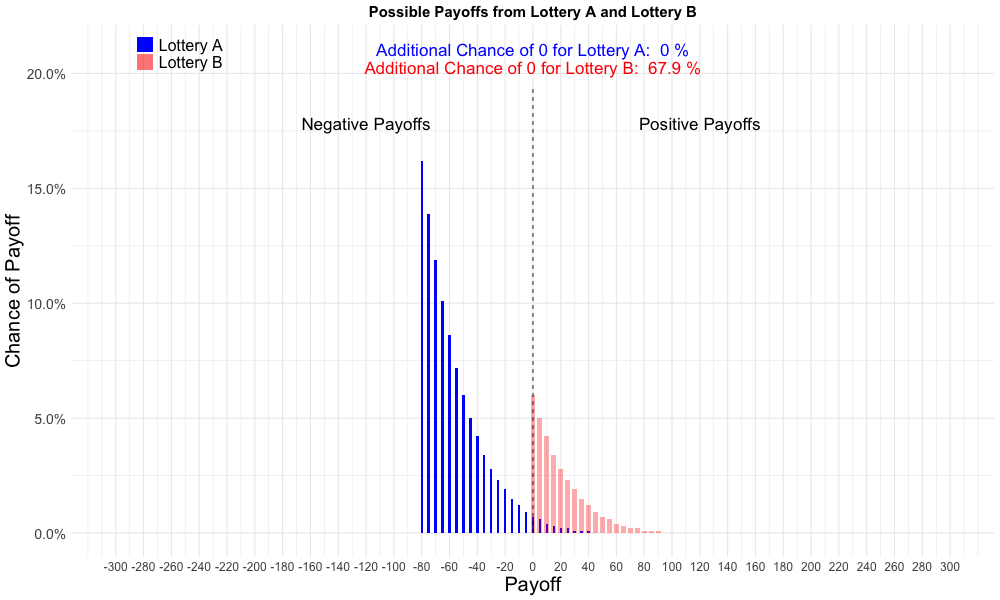 Possible Payoffs from Lottery A and Lottery B
Lottery A
Lottery B
Additional Chance of 0 for Lottery A:  0 %
Additional Chance of 0 for Lottery B:  67.9 %
Negative Payoffs
Positive Payoffs
Chance of Payoff
20.0%
15.0%
10.0%
5.0%
0.0%
-300 -280 -260 -240 -220 -200 -180 -160 -140 -120 -100 -80 -60 -40 -20 0 20 40 60 80 100 120 140 160 180 200 220 240 260 280 300
Payoff